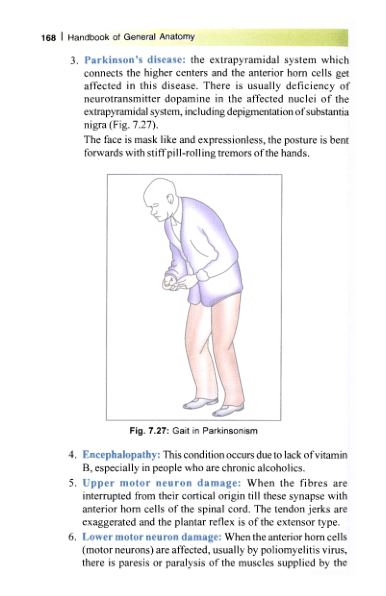 168 | Handbook of General Anatomy
3. Parkinson's disease: the extrapyramidal system which
connects the higher centers and the anterior horn cells get
affected in this disease. There is usually deficiency of
neurotransmitter dopamine in the affected nuclei of the
extrapyramidal system, including depigmentation of substantia
nigra (Fig. 7.27).
The face is mask like and expressionless, the posture is bent
forwards with stiff pill-rolling tremors of the hands.
Fig. 7.27: Gait in Parkinsonism
4. Encephalopathy: This condition occurs due to lack of vitamin
B, especially in people who are chronic alcoholics.
5. Upper motor neuron damage: When the fibres are
interrupted from their cortical origin till these synapse with
anterior horn cells of the spinal cord. The tendon jerks are
exaggerated and the plantar reflex is of the extensor type.
6. Lower motor neuron damage: When the anterior horn cells
(motor neurons) are affected, usually by poliomyelitis virus,
there is paresis or paralysis of the muscles supplied by the